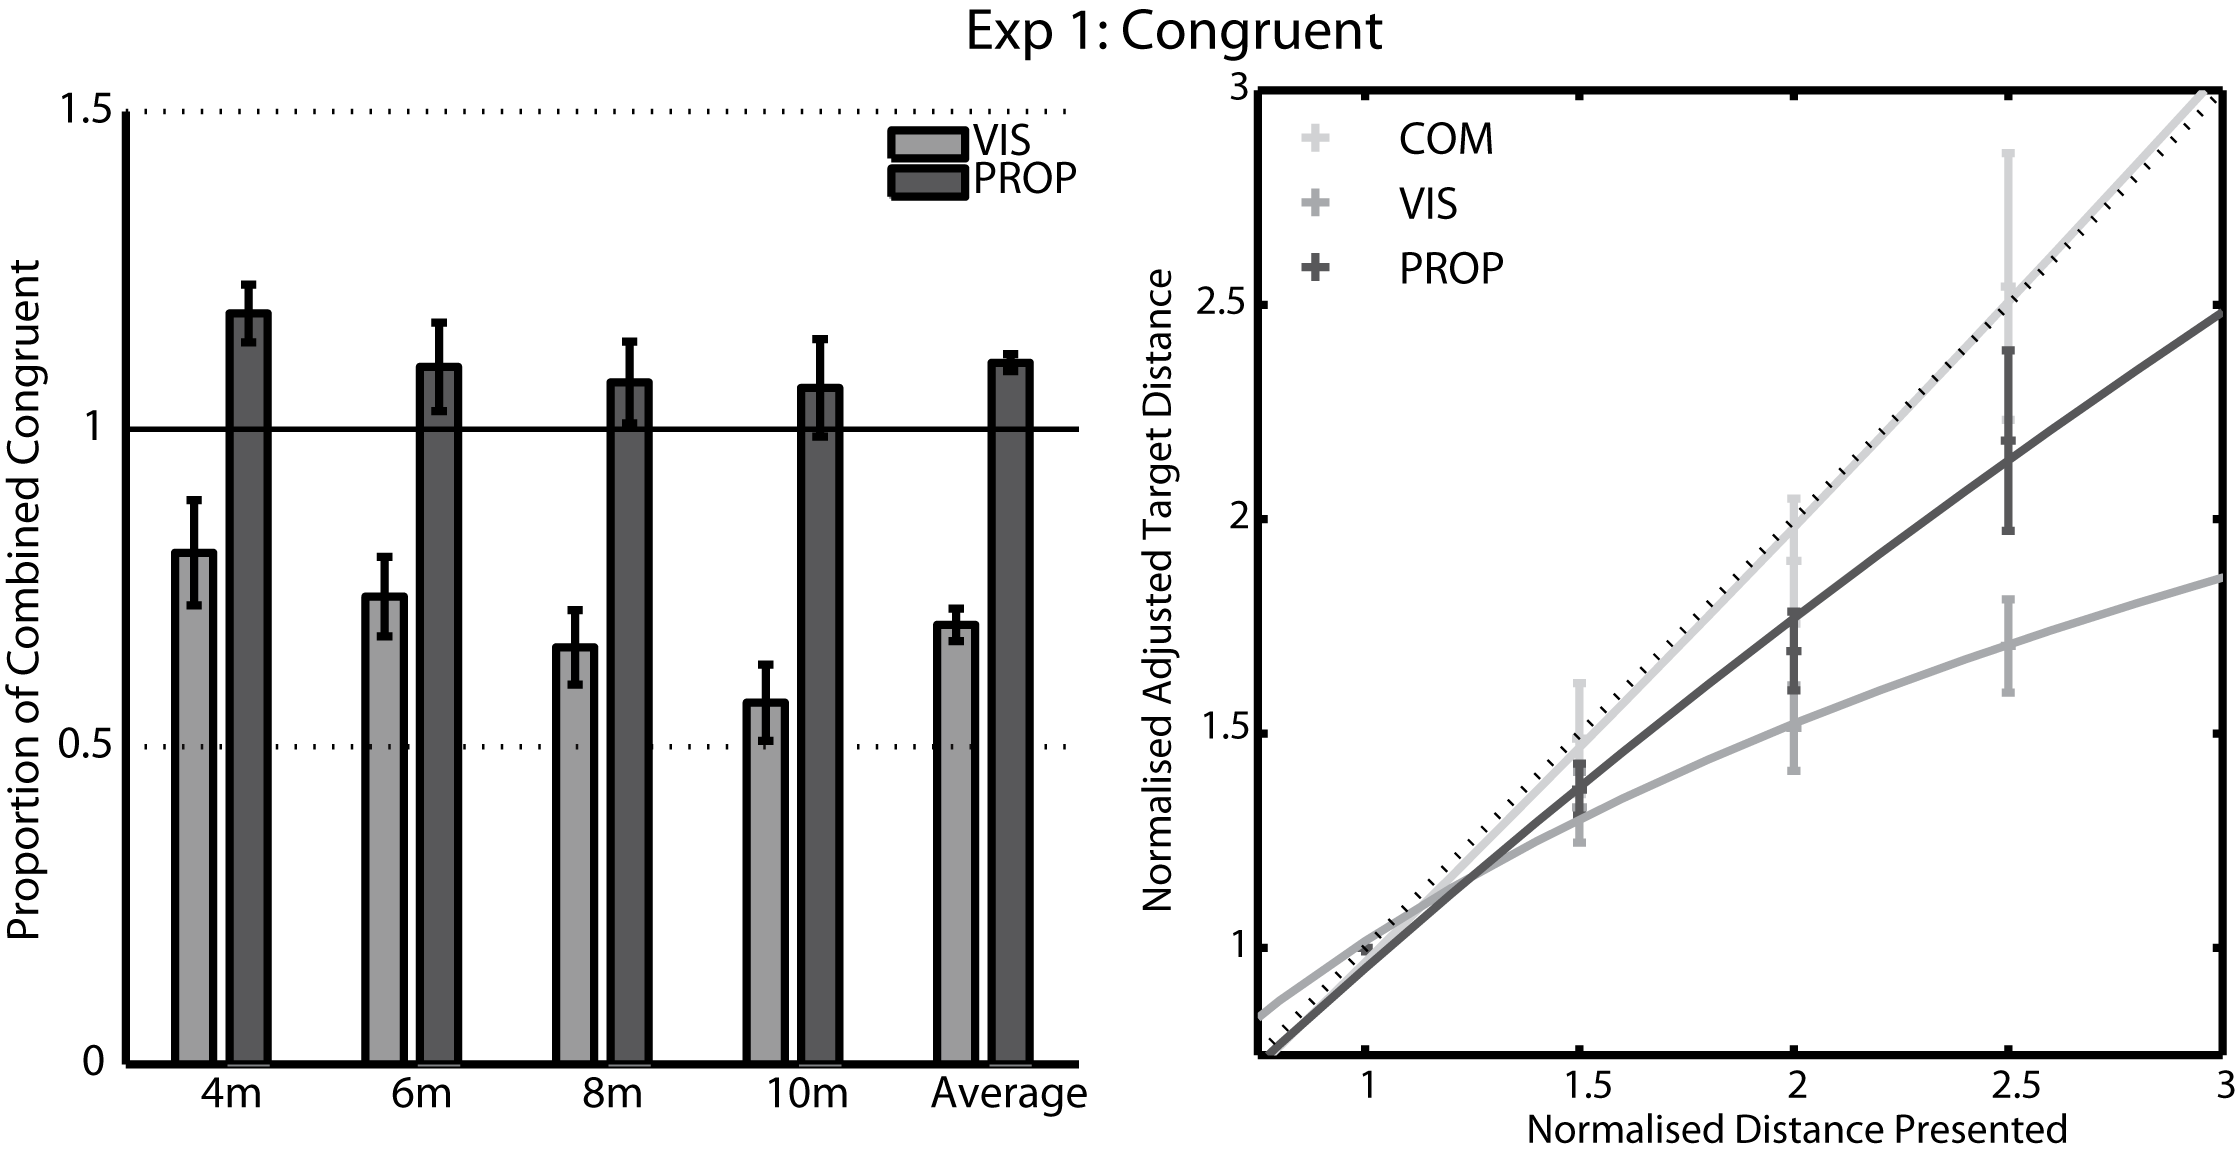 Exp 1: Congruent
Proportion of Combined Congruent
1.5
1
0.5
0
VIS
PROP
4m 6m 8m 10m Average
Normalised Adjusted Target Distance
3
2.5
2
1.5
1
COM
VIS
PROP
1 1.5 2 2.5 3
Normalised Distance Presented